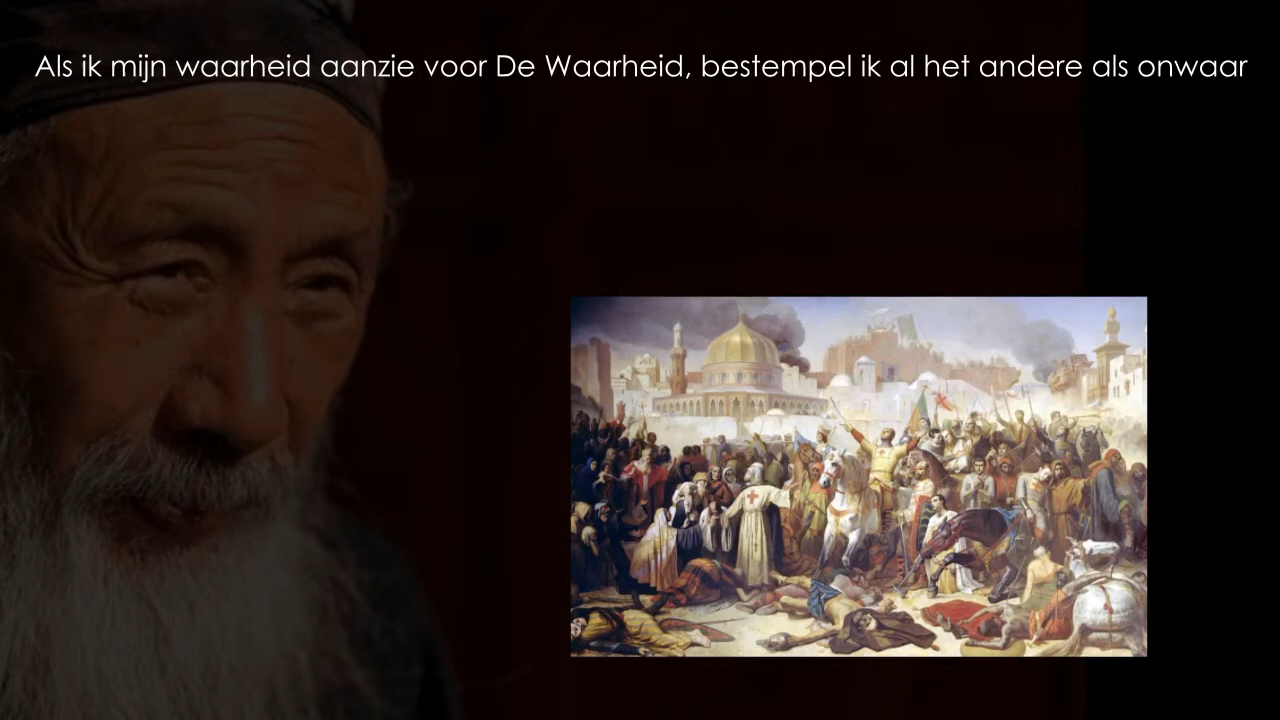 Als ik mijn waarheid aanzie voor De Waarheid, bestempel ik al het andere als onwaar